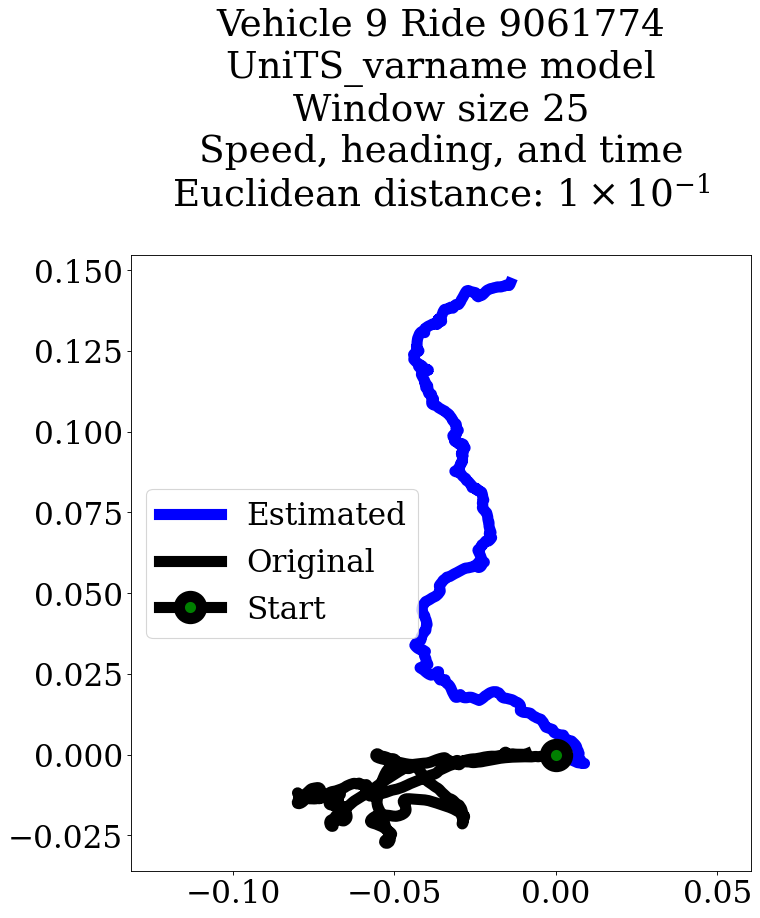 Vehicle 9 Ride 9061774
UniTS_varname model
Window size 25
Speed, heading, and time
Euclidean distance: 1 × 10⁻¹
0.150
0.125
0.100
0.075
0.050
0.025
0.000
−0.025
Estimated
Original
Start
−0.10
−0.05
0.00
0.05